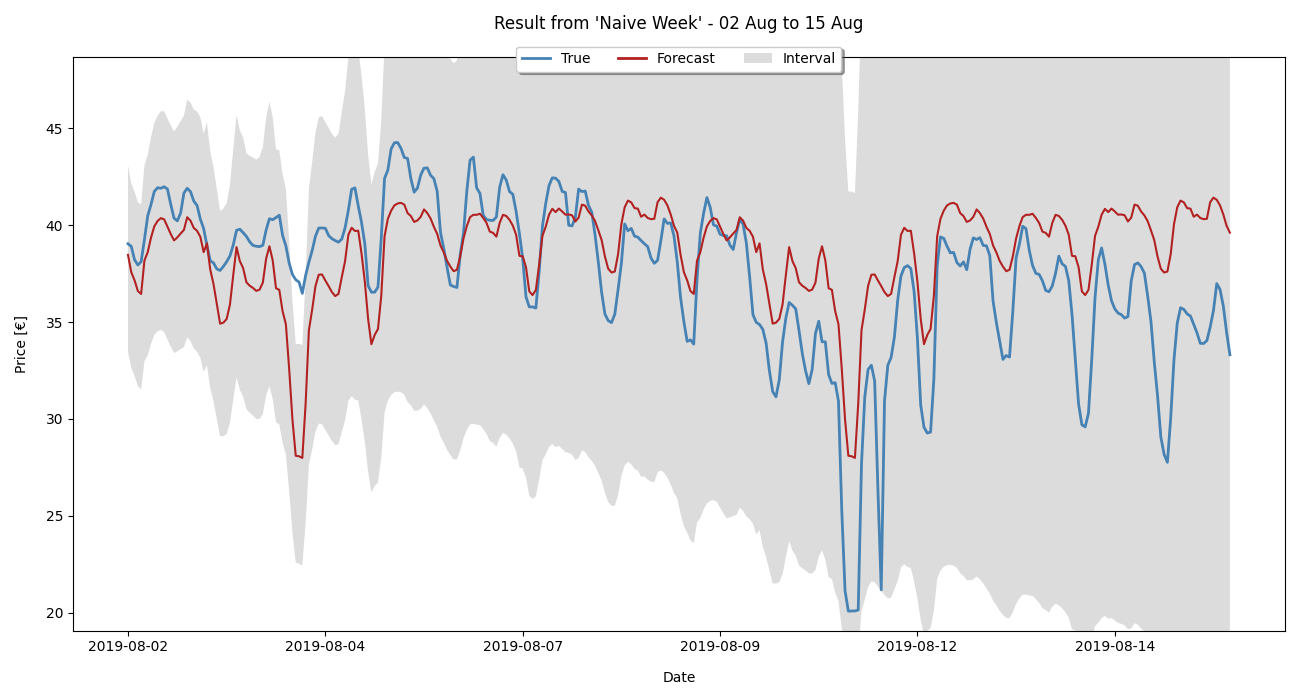 Result from 'Naive Week' - 02 Aug to 15 Aug
True Forecast Interval
45
40
35
30
25
20
Price [€]
2019-08-02 2019-08-04 2019-08-07 2019-08-09 2019-08-12 2019-08-14
Date